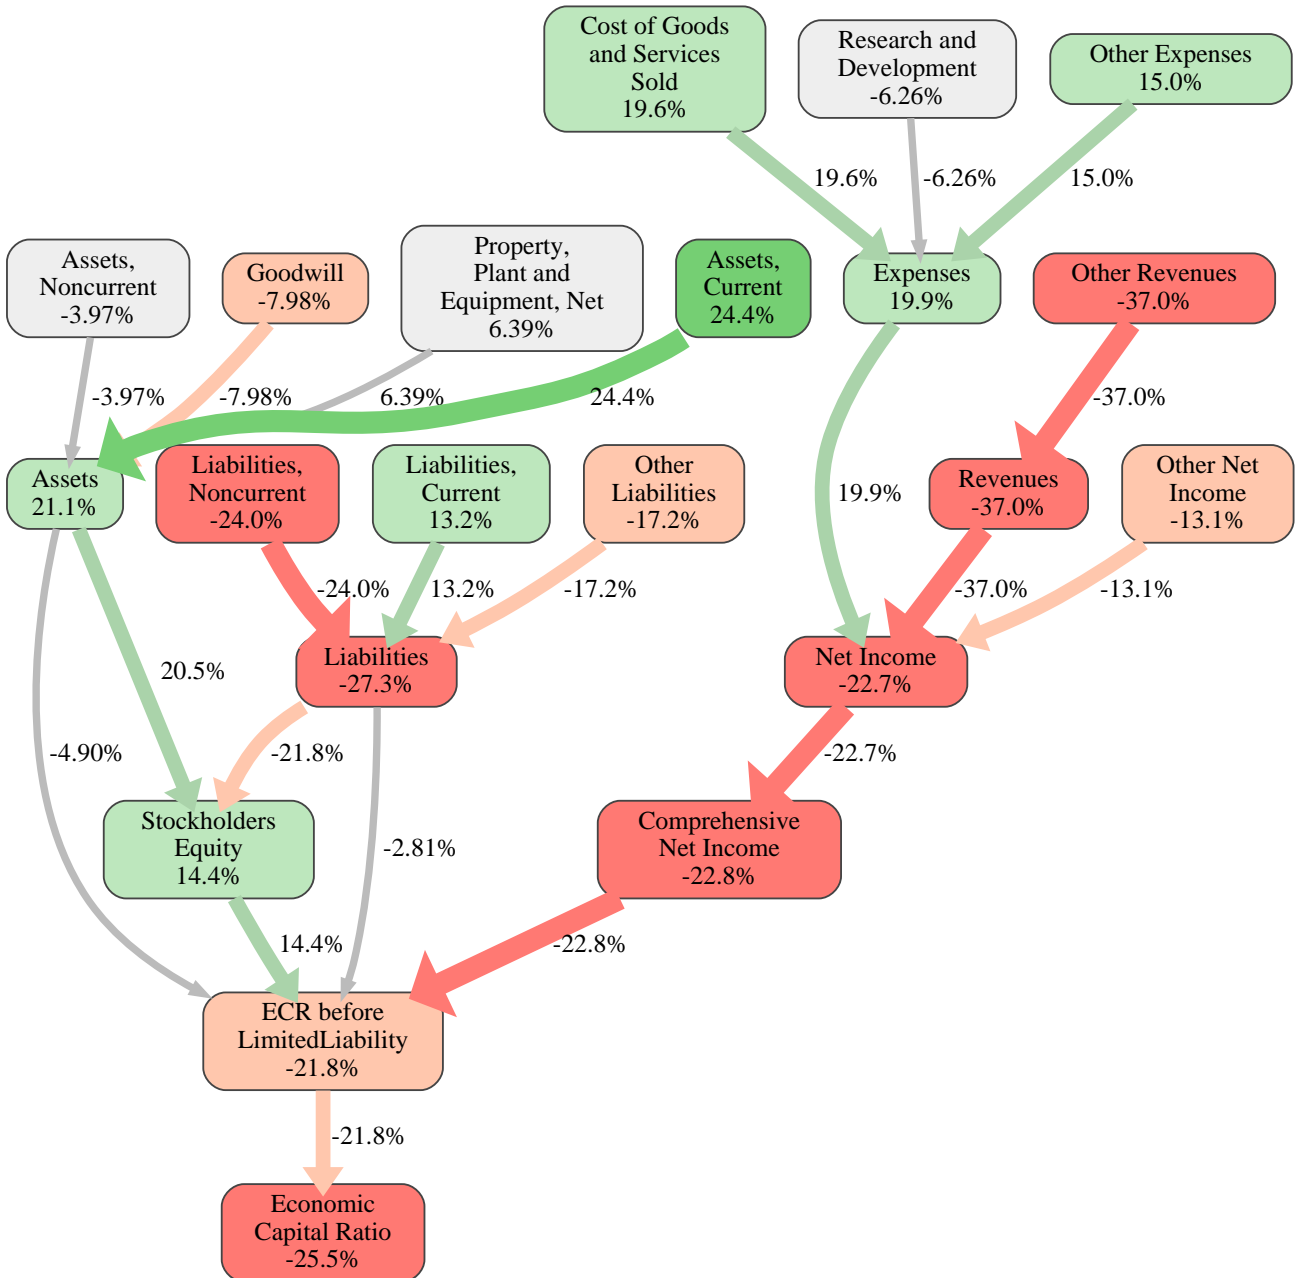 Cost of Goods
and Services
Sold
19.6%
Research and
Development
-6.26%
Other Expenses
15.0%
19.6%
-6.26%
15.0%
Assets,
Noncurrent
-3.97%
Goodwill
-7.98%
Property,
Plant and
Equipment, Net
6.39%
Assets,
Current
24.4%
Expenses
19.9%
Other Revenues
-37.0%
-3.97%
-7.98%
6.39%
24.4%
-37.0%
Assets
21.1%
Liabilities,
Noncurrent
-24.0%
Liabilities,
Current
13.2%
Other
Liabilities
-17.2%
19.9%
Revenues
-37.0%
Other Net
Income
-13.1%
-24.0%
13.2%
-17.2%
-37.0%
-13.1%
20.5%
Liabilities
-27.3%
Net Income
-22.7%
-4.90%
-21.8%
-22.7%
Stockholders
Equity
14.4%
-2.81%
Comprehensive
Net Income
-22.8%
14.4%
-22.8%
ECR before
LimitedLiability
-21.8%
-21.8%
Economic
Capital Ratio
-25.5%